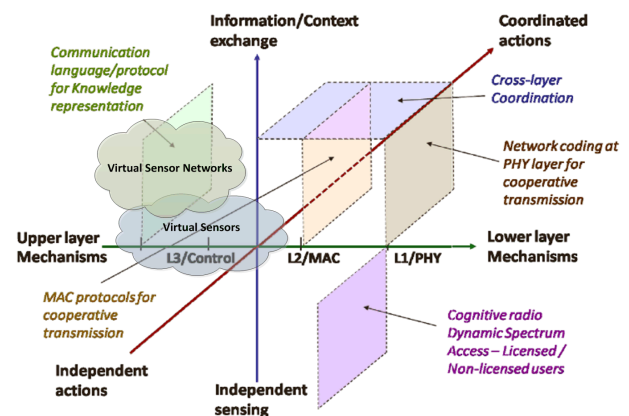 Information/Context
exchange
Coordinated
actions
Communication
language/protocol
for Knowledge
representation
Cross-layer
Coordination
Virtual Sensor Networks
Network coding at
PHY layer for
cooperative
transmission
Virtual Sensors
Upper layer
Mechanisms
L3/Control
L2/MAC
L1/PHY
Lower layer
Mechanisms
MAC protocols for
cooperative
transmission
Cognitive radio
Dynamic Spectrum
Access – Licensed /
Non-licensed users
Independent
actions
Independent
sensing